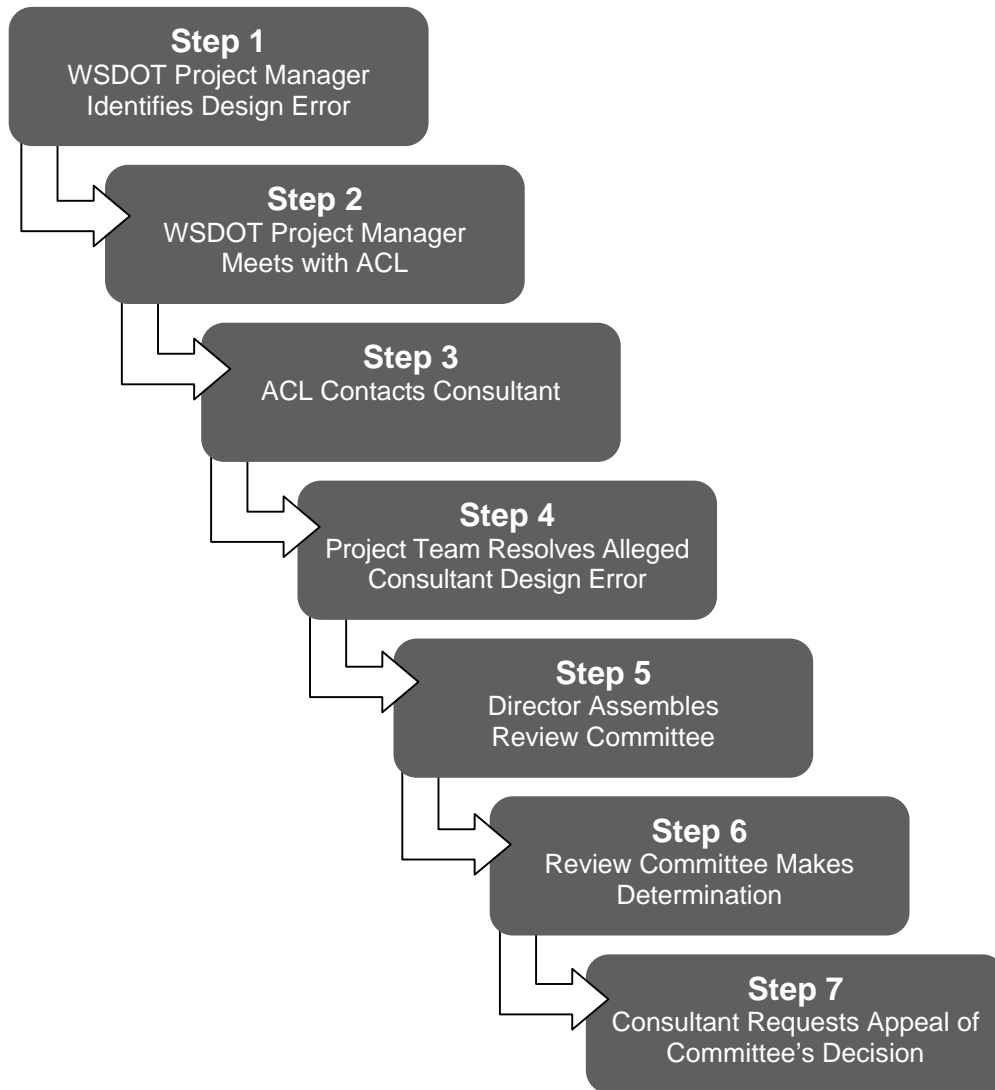 Step 1
WSDOT Project Manager
Identifies Design Error
Step 2
WSDOT Project Manager
Meets with ACL
Step 3
ACL Contacts Consultant
Step 4
Project Team Resolves Alleged
Consultant Design Error
Step 5
Director Assembles
Review Committee
Step 6
Review Committee Makes
Determination
Step 7
Consultant Requests Appeal of
Committee’s Decision